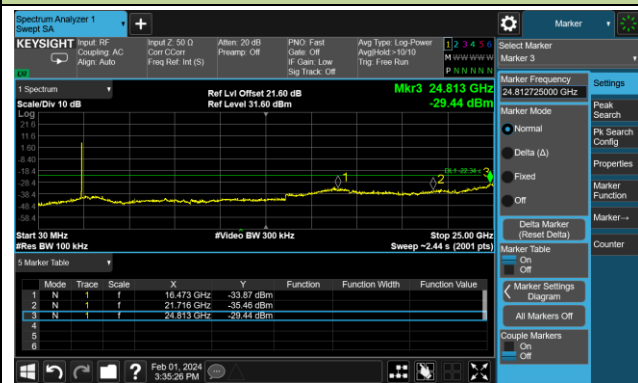 Spectrum Analyzer 1
Swept SA
KEYSIGHT
Input: RF
Coupling: AC
Align: Auto
Input Z: 50 Ω
Corr CCorr
Freq Ref: Int (S)
Atten: 20 dB
Preamp: Off
PNO: Fast
Gate: Off
IF Gain: Low
Sig Track: Off
Avg Type: Log-Power
Avg|Hold:>10/10
Trig: Free Run
1 2 3 4 5 6
M W W W W W
P N N N N N
1 Spectrum
Scale/Div 10 dB
Ref Lvl Offset 21.60 dB
Ref Level 31.60 dBm
Mkr3 24.813 GHz
-29.44 dBm
Log
21.6
11.6
1.60
-8.40
-18.4
-28.4
-38.4
-48.4
-58.4
DL1 -22.34
1
2
3
Start 30 MHz
#Video BW 300 kHz
Stop 25.00 GHz
#Res BW 100 kHz
Sweep ~2.44 s (2001 pts)
5 Marker Table
Mode Trace Scale X Y Function Function Width Function Value
1 N 1 f 16.473 GHz -33.87 dBm
2 N 1 f 21.716 GHz -35.46 dBm
3 N 1 f 24.813 GHz -29.44 dBm
4
5
6
Feb 01, 2024
3:35:26 PM
Marker
Select Marker
Marker 3
Marker Frequency
24.812725000 GHz
Marker Mode
Normal
Delta (Δ)
Fixed
Off
Delta Marker
(Reset Delta)
Marker Table
On
Off
Marker Settings
Diagram
All Markers Off
Couple Markers
On
Off
Settings
Peak
Search
Pk Search
Config
Properties
Marker
Function
Marker→
Counter